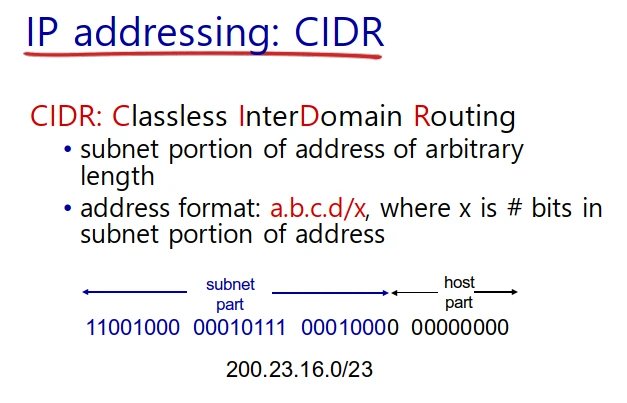 IP addressing: CIDR
CIDR: Classless InterDomain Routing
• subnet portion of address of arbitrary
length
• address format: a.b.c.d/x, where x is # bits in
subnet portion of address
subnet
part
host
part
11001000 00010111 00010000 00000000
200.23.16.0/23